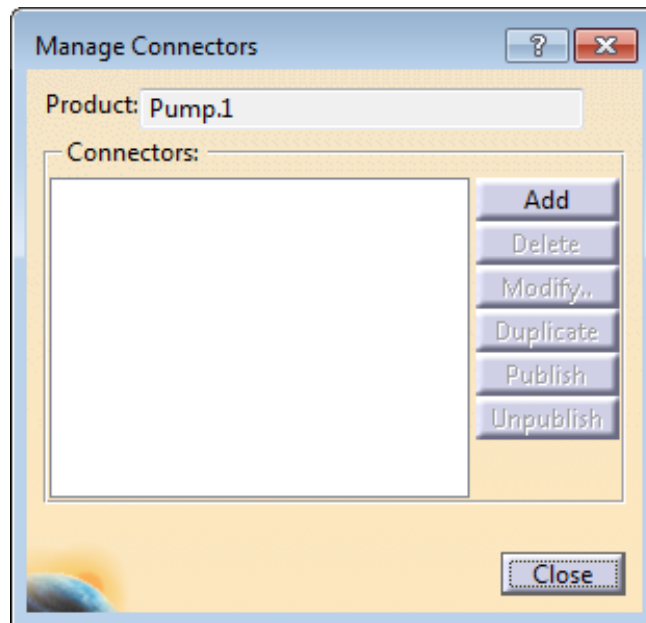 Manage Connectors
?
Product: Pump.1
Connectors:
Add
Delete
Modify..
Duplicate
Publish
Unpublish
Close